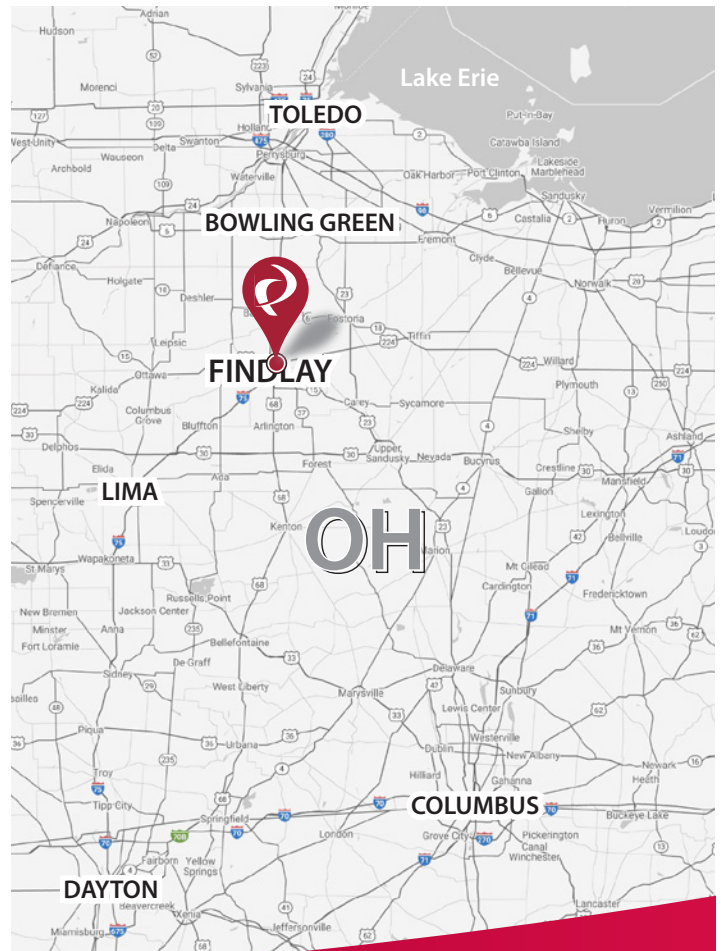 Hudson
Adrian
Monroe
Morenci
Sylvania
Lake Erie
TOLEDO
Put-in-Bay
West-Unity
Swanton
Delta
Perrysburg
Catawba Island
Lakeside
Marblehead
Wauseon
Archbold
Waterville
Oak Harbor
Port Clinton
Sandusky
Napoleon
BOWLING GREEN
Castalia
Huron
Vermilion
Fremont
Defiance
Clyde
Bellevue
Holgate
Deshler
Norwalk
Fostoria
Tiffin
Leipsic
Ottawa
FINDLAY
Willard
Kalida
Columbus
Grove
Bluffton
Arlington
Carey
Sycamore
Plymouth
Shelby
Ashland
Delphos
Upper
Sandusky
Nevada
Bucyrus
Elida
Ada
Forest
Crestline
Mansfield
LIMA
Spencerville
Galion
Lexington
Kenton
OH
Marion
Bellville
Loudon
Wapakoneta
St Marys
Mt Gilead
Cardington
Fredericktown
Russells Point
New Bremen
Jackson Center
Minster
Anna
Fort Loramie
Bellefontaine
Mt Vernon
De Graff
Sidney
Delaware
West Liberty
Marysville
Sunbury
Lewis Center
Piqua
Urbana
Westerville
Dublin
New Albany
Troy
Hilliard
Gahanna
Newark
Heath
Tipp City
COLUMBUS
Springfield
London
Buckeye Lake
Grove City
Pickerington
Canal
Winchester
Fairborn
Yellow
Springs
DAYTON
Beavercreek
Xenia
Lancaster
Miamisburg
Jeffersonville